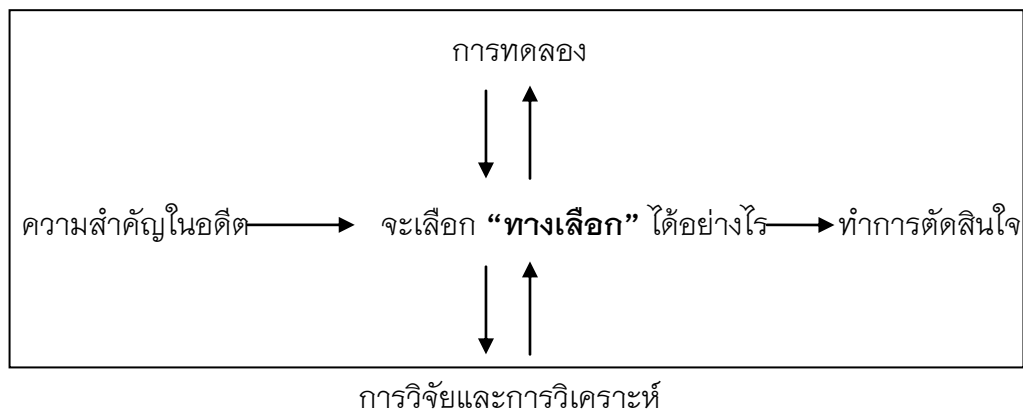 การทดลอง
ความสำคัญในอดีต จะเลือก “ทางเลือก” ได้อย่างไร ทำการตัดสินใจ
การวิจัยและการวิเคราะห์